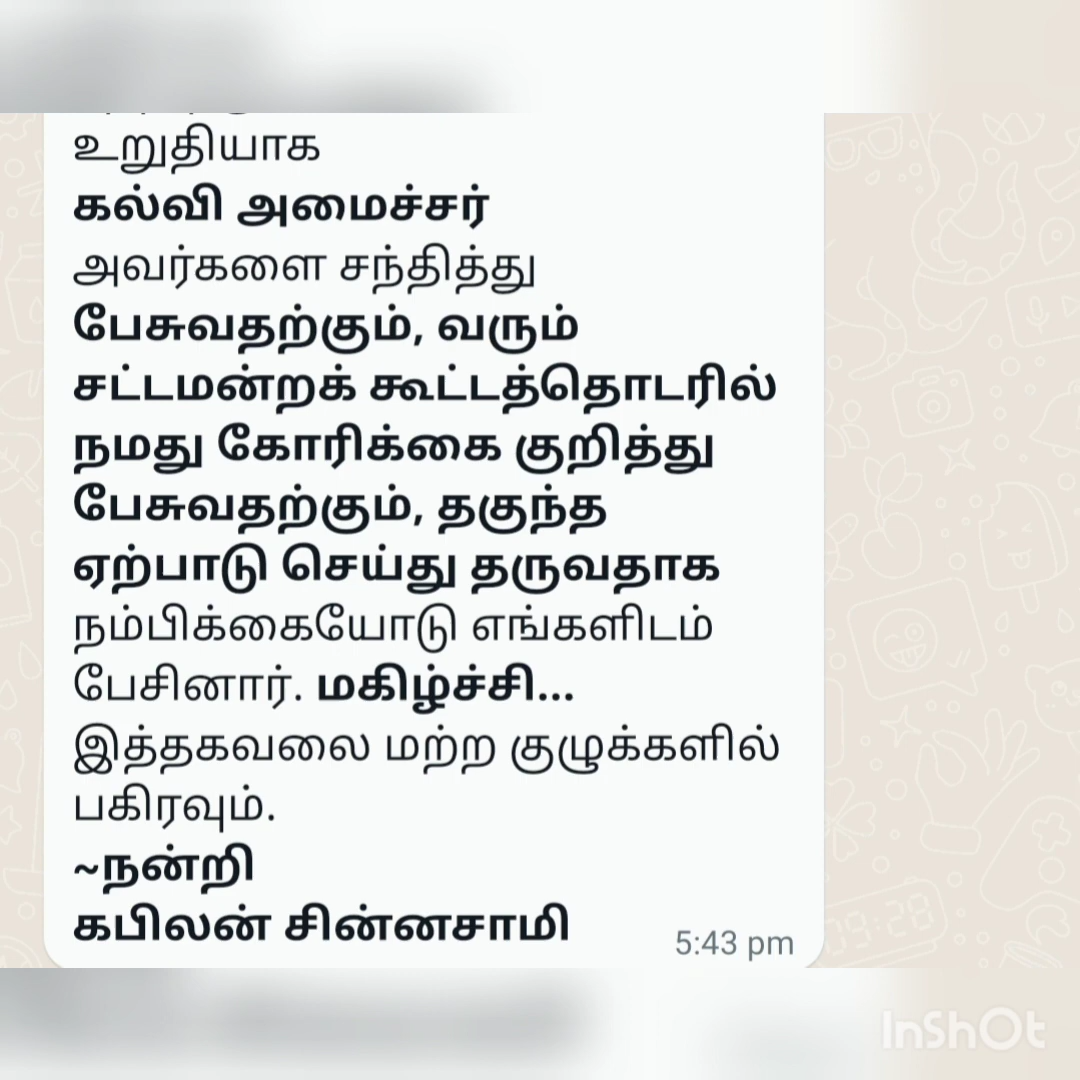 உறுதியாக
கல்வி அமைச்சர்
அவர்களை சந்தித்து
பேசுவதற்கும், வரும்
சட்டமன்றக் கூட்டத்தொடரில்
நமது கோரிக்கை குறித்து
பேசுவதற்கும், தகுந்த
ஏற்பாடு செய்து தருவதாக
நம்பிக்கையோடு எங்களிடம்
பேசினார். மகிழ்ச்சி...
இத்தகவலை மற்ற குழுக்களில்
பகிரவும்.
~நன்றி
கபிலன் சின்னசாமி
5:43 pm
InShOt